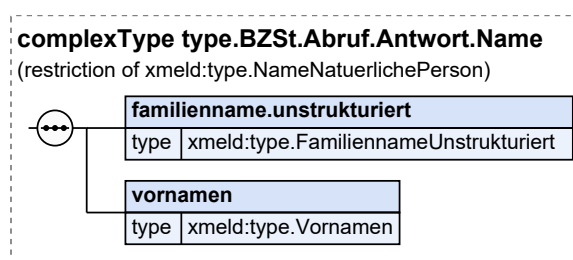 complexType type.BZSt.Abruf.Antwort.Name
(restriction of xmeld:type.NameNatuerlichePerson)
familienname.unstrukturiert
type xmeld:type.FamiliennameUnstrukturiert
vornamen
type xmeld:type.Vornamen